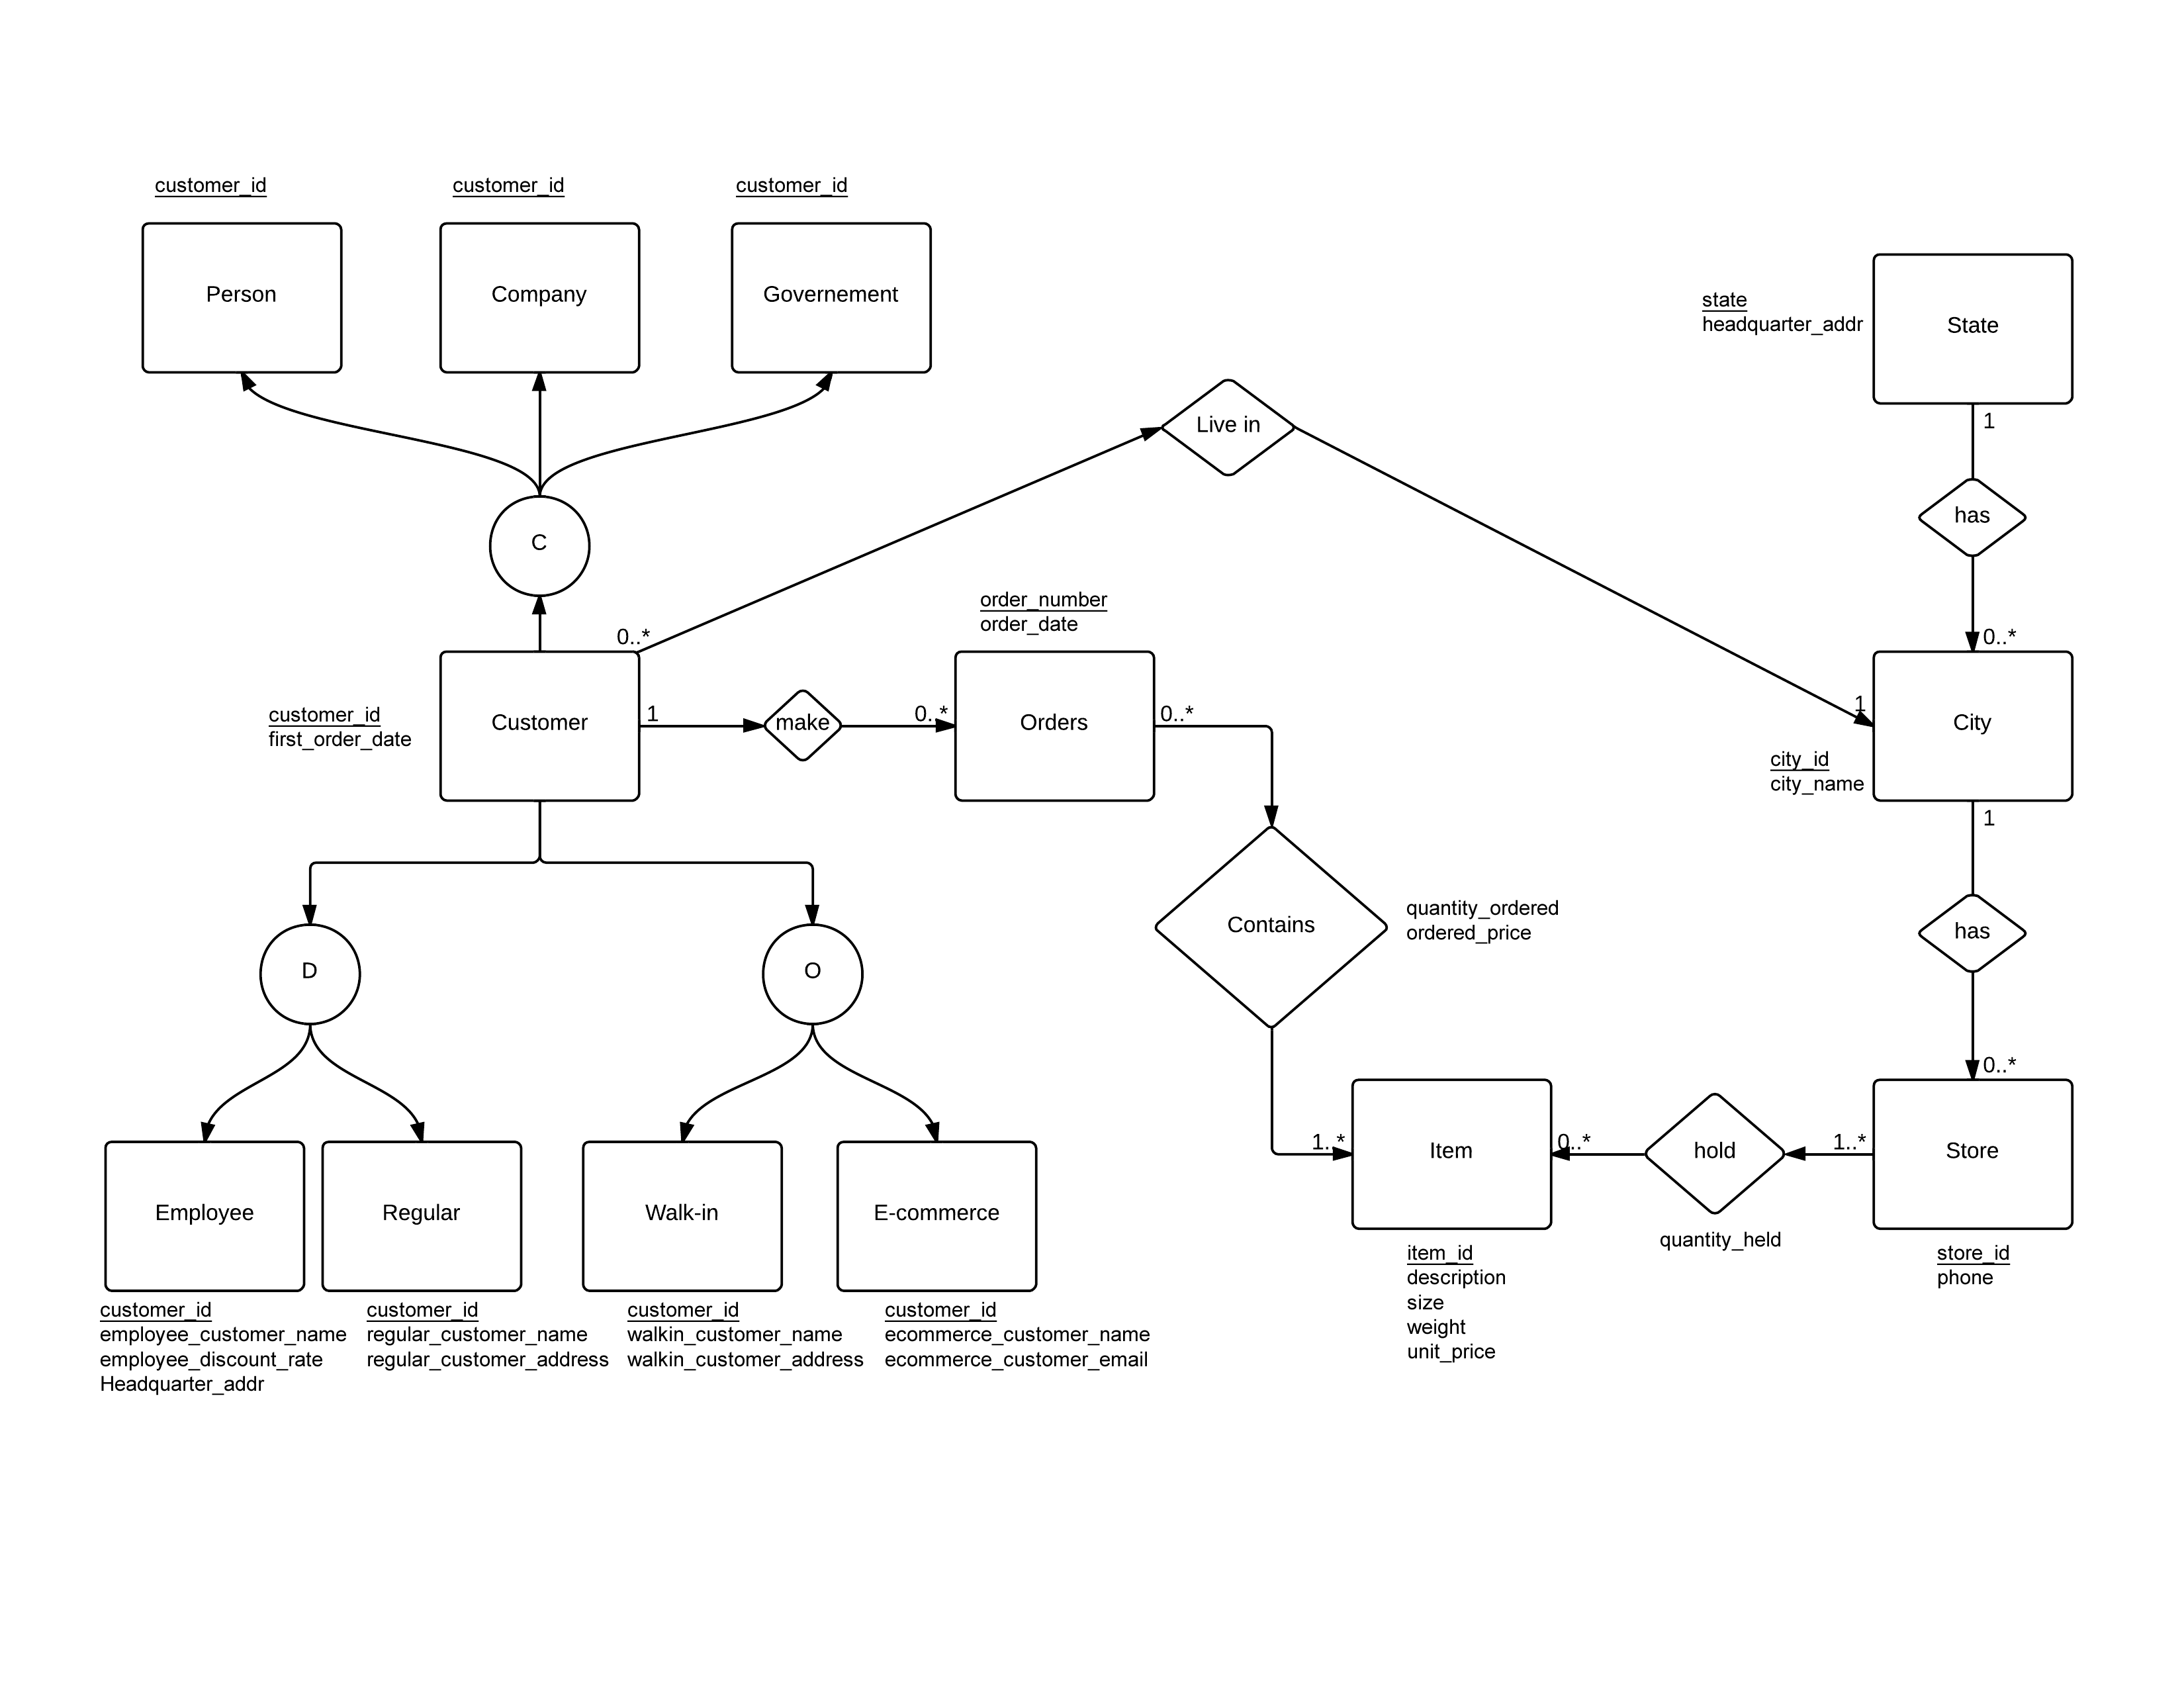 customer_id
customer_id
customer_id
Person
Company
Governement
state
headquarter_addr
State
1
Live in
has
C
order_number
order_date
0..*
0..*
customer_id
first_order_date
Customer
1
make
0..*
Orders
0..*
1
City
city_id
city_name
1
D
O
Contains
quantity_ordered
ordered_price
has
0..*
Employee
Regular
Walk-in
E-commerce
1..*
Item
0..*
hold
1..*
Store
quantity_held
customer_id
employee_customer_name
employee_discount_rate
Headquarter_addr
customer_id
regular_customer_name
regular_customer_address
customer_id
walkin_customer_name
walkin_customer_address
customer_id
ecommerce_customer_name
ecommerce_customer_email
item_id
description
size
weight
unit_price
store_id
phone